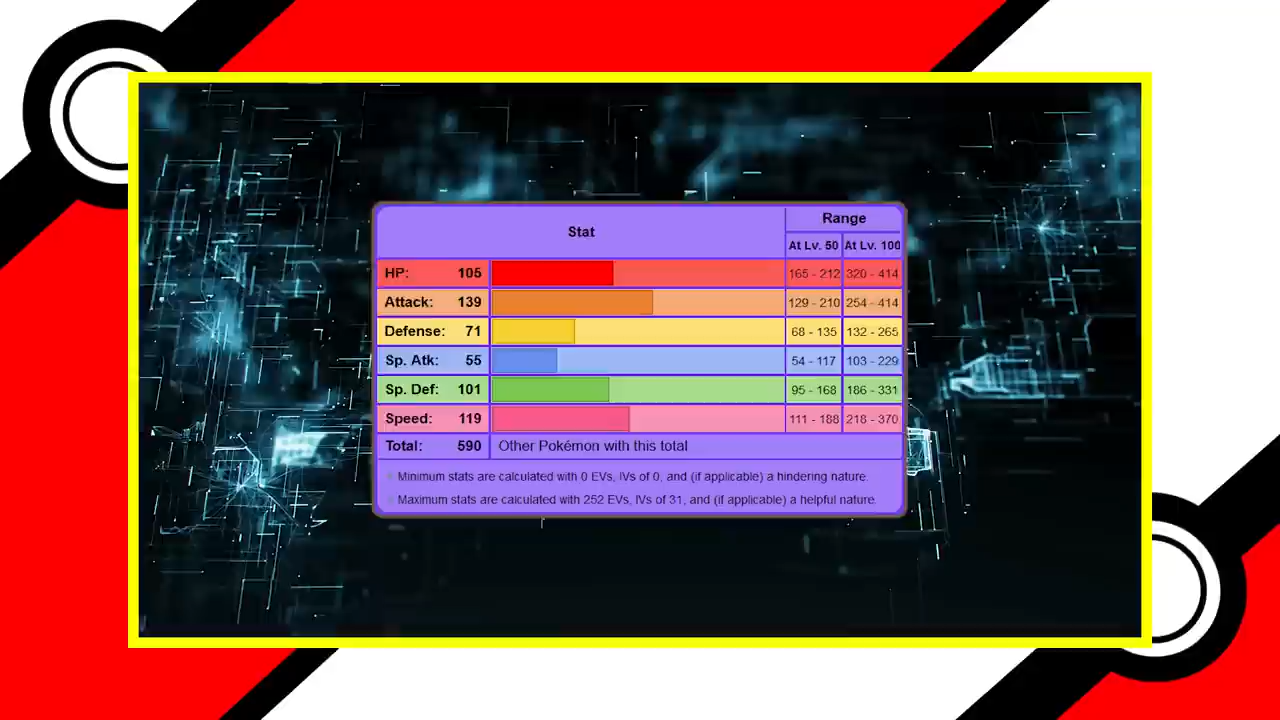 Stat Range
At Lv. 50 At Lv. 100
HP: 105 165 - 212 320 - 414
Attack: 139 129 - 210 254 - 414
Defense: 71 68 - 135 132 - 265
Sp. Atk: 55 54 - 117 103 - 229
Sp. Def: 101 95 - 168 186 - 331
Speed: 119 111 - 188 218 - 370
Total: 590 Other Pokémon with this total
Minimum stats are calculated with 0 EVs, IVs of 0, and (if applicable) a hindering nature.
Maximum stats are calculated with 252 EVs, IVs of 31, and (if applicable) a helpful nature.